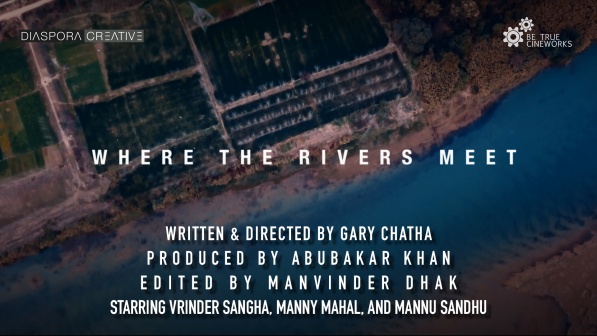 DIASPORA CREATIVE
BE TRUE
CINEWORKS
WHERE THE RIVERS MEET
WRITTEN & DIRECTED BY GARY CHATHA
PRODUCED BY ABUBAKAR KHAN
EDITED BY MANVINDER DHAK
STARRING VRINDER SANGHA, MANNY MAHAL, AND MANNU SANDHU